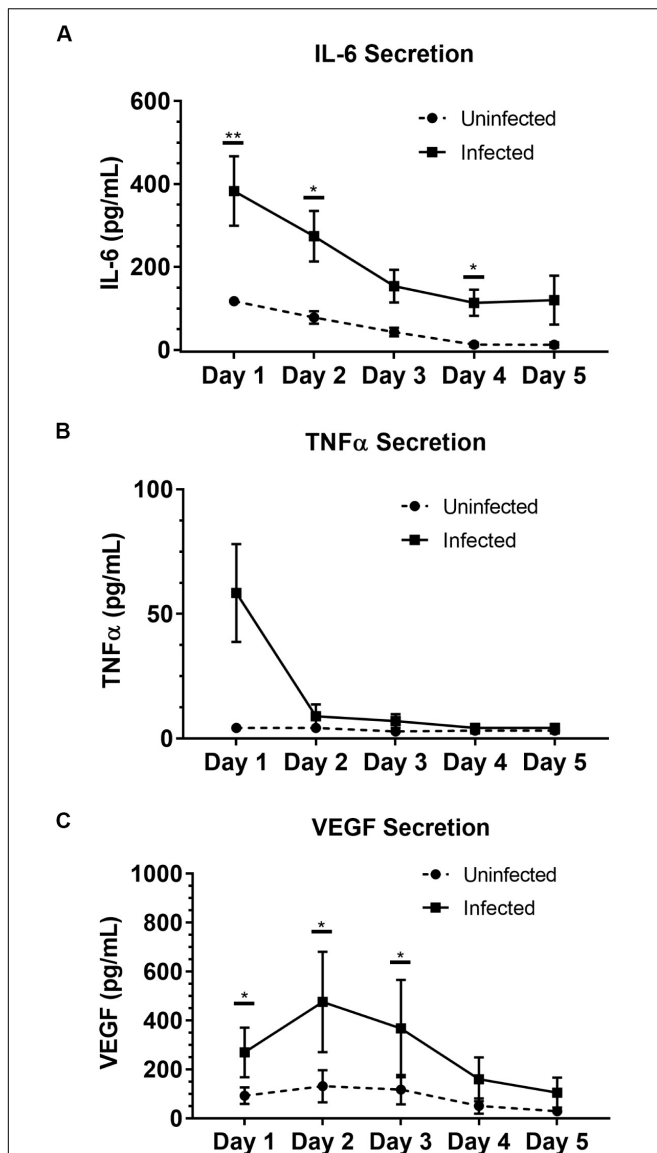 A
IL-6 Secretion
600
400
200
0
IL-6 (pg/mL)
Uninfected
Infected
**
*
*
Day 1 Day 2 Day 3 Day 4 Day 5
B
TNFα Secretion
100
50
0
TNFα (pg/mL)
Uninfected
Infected
Day 1 Day 2 Day 3 Day 4 Day 5
C
VEGF Secretion
1000
800
600
400
200
0
VEGF (pg/mL)
Uninfected
Infected
*
*
*
Day 1 Day 2 Day 3 Day 4 Day 5